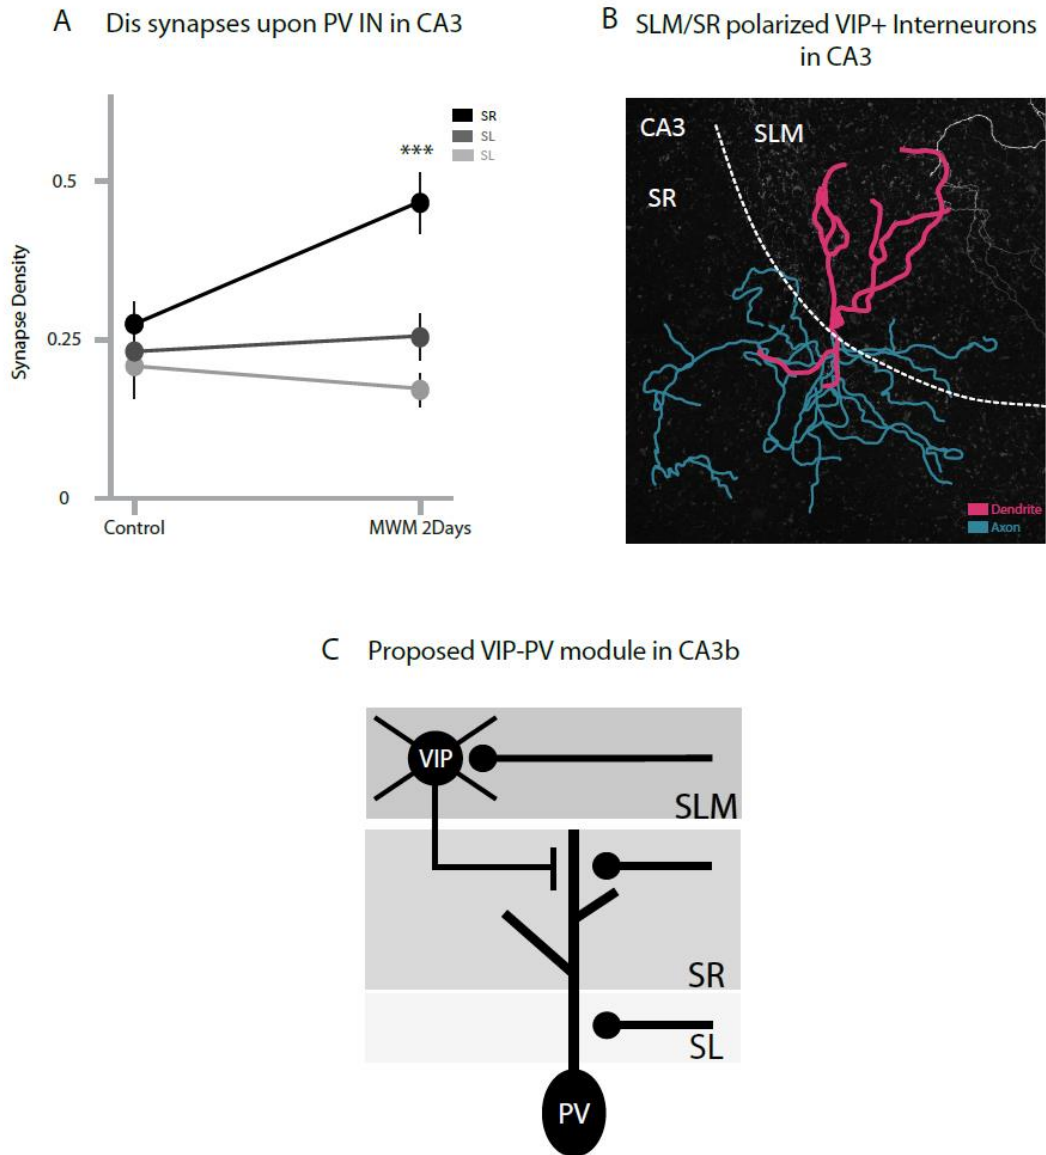 A Dis synapses upon PV IN in CA3
SR
SL
SL
***
0.5
0.25
0
Synapse Density
Control
MWM 2Days
B SLM/SR polarized VIP+ Interneurons
in CA3
CA3
SLM
SR
Dendrite
Axon
C Proposed VIP-PV module in CA3b
VIP
SLM
SR
SL
PV